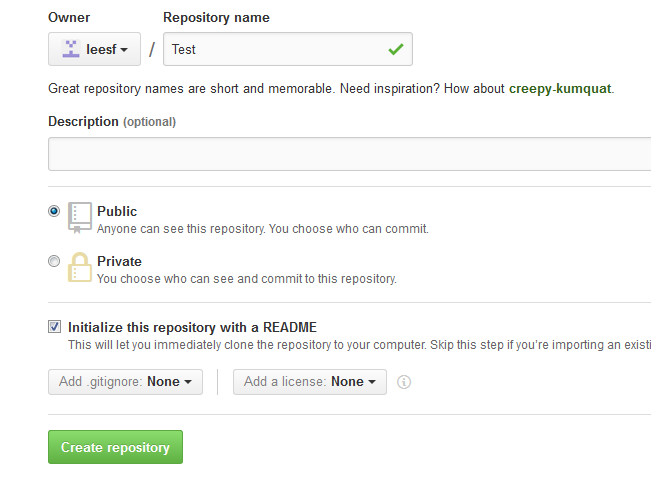 Owner Repository name
leesf / Test
Great repository names are short and memorable. Need inspiration? How about creepy-kumquat.
Description (optional)
Public
Anyone can see this repository. You choose who can commit.
Private
You choose who can see and commit to this repository.
Initialize this repository with a README
This will let you immediately clone the repository to your computer. Skip this step if you're importing an existi
Add .gitignore: None Add a license: None
Create repository